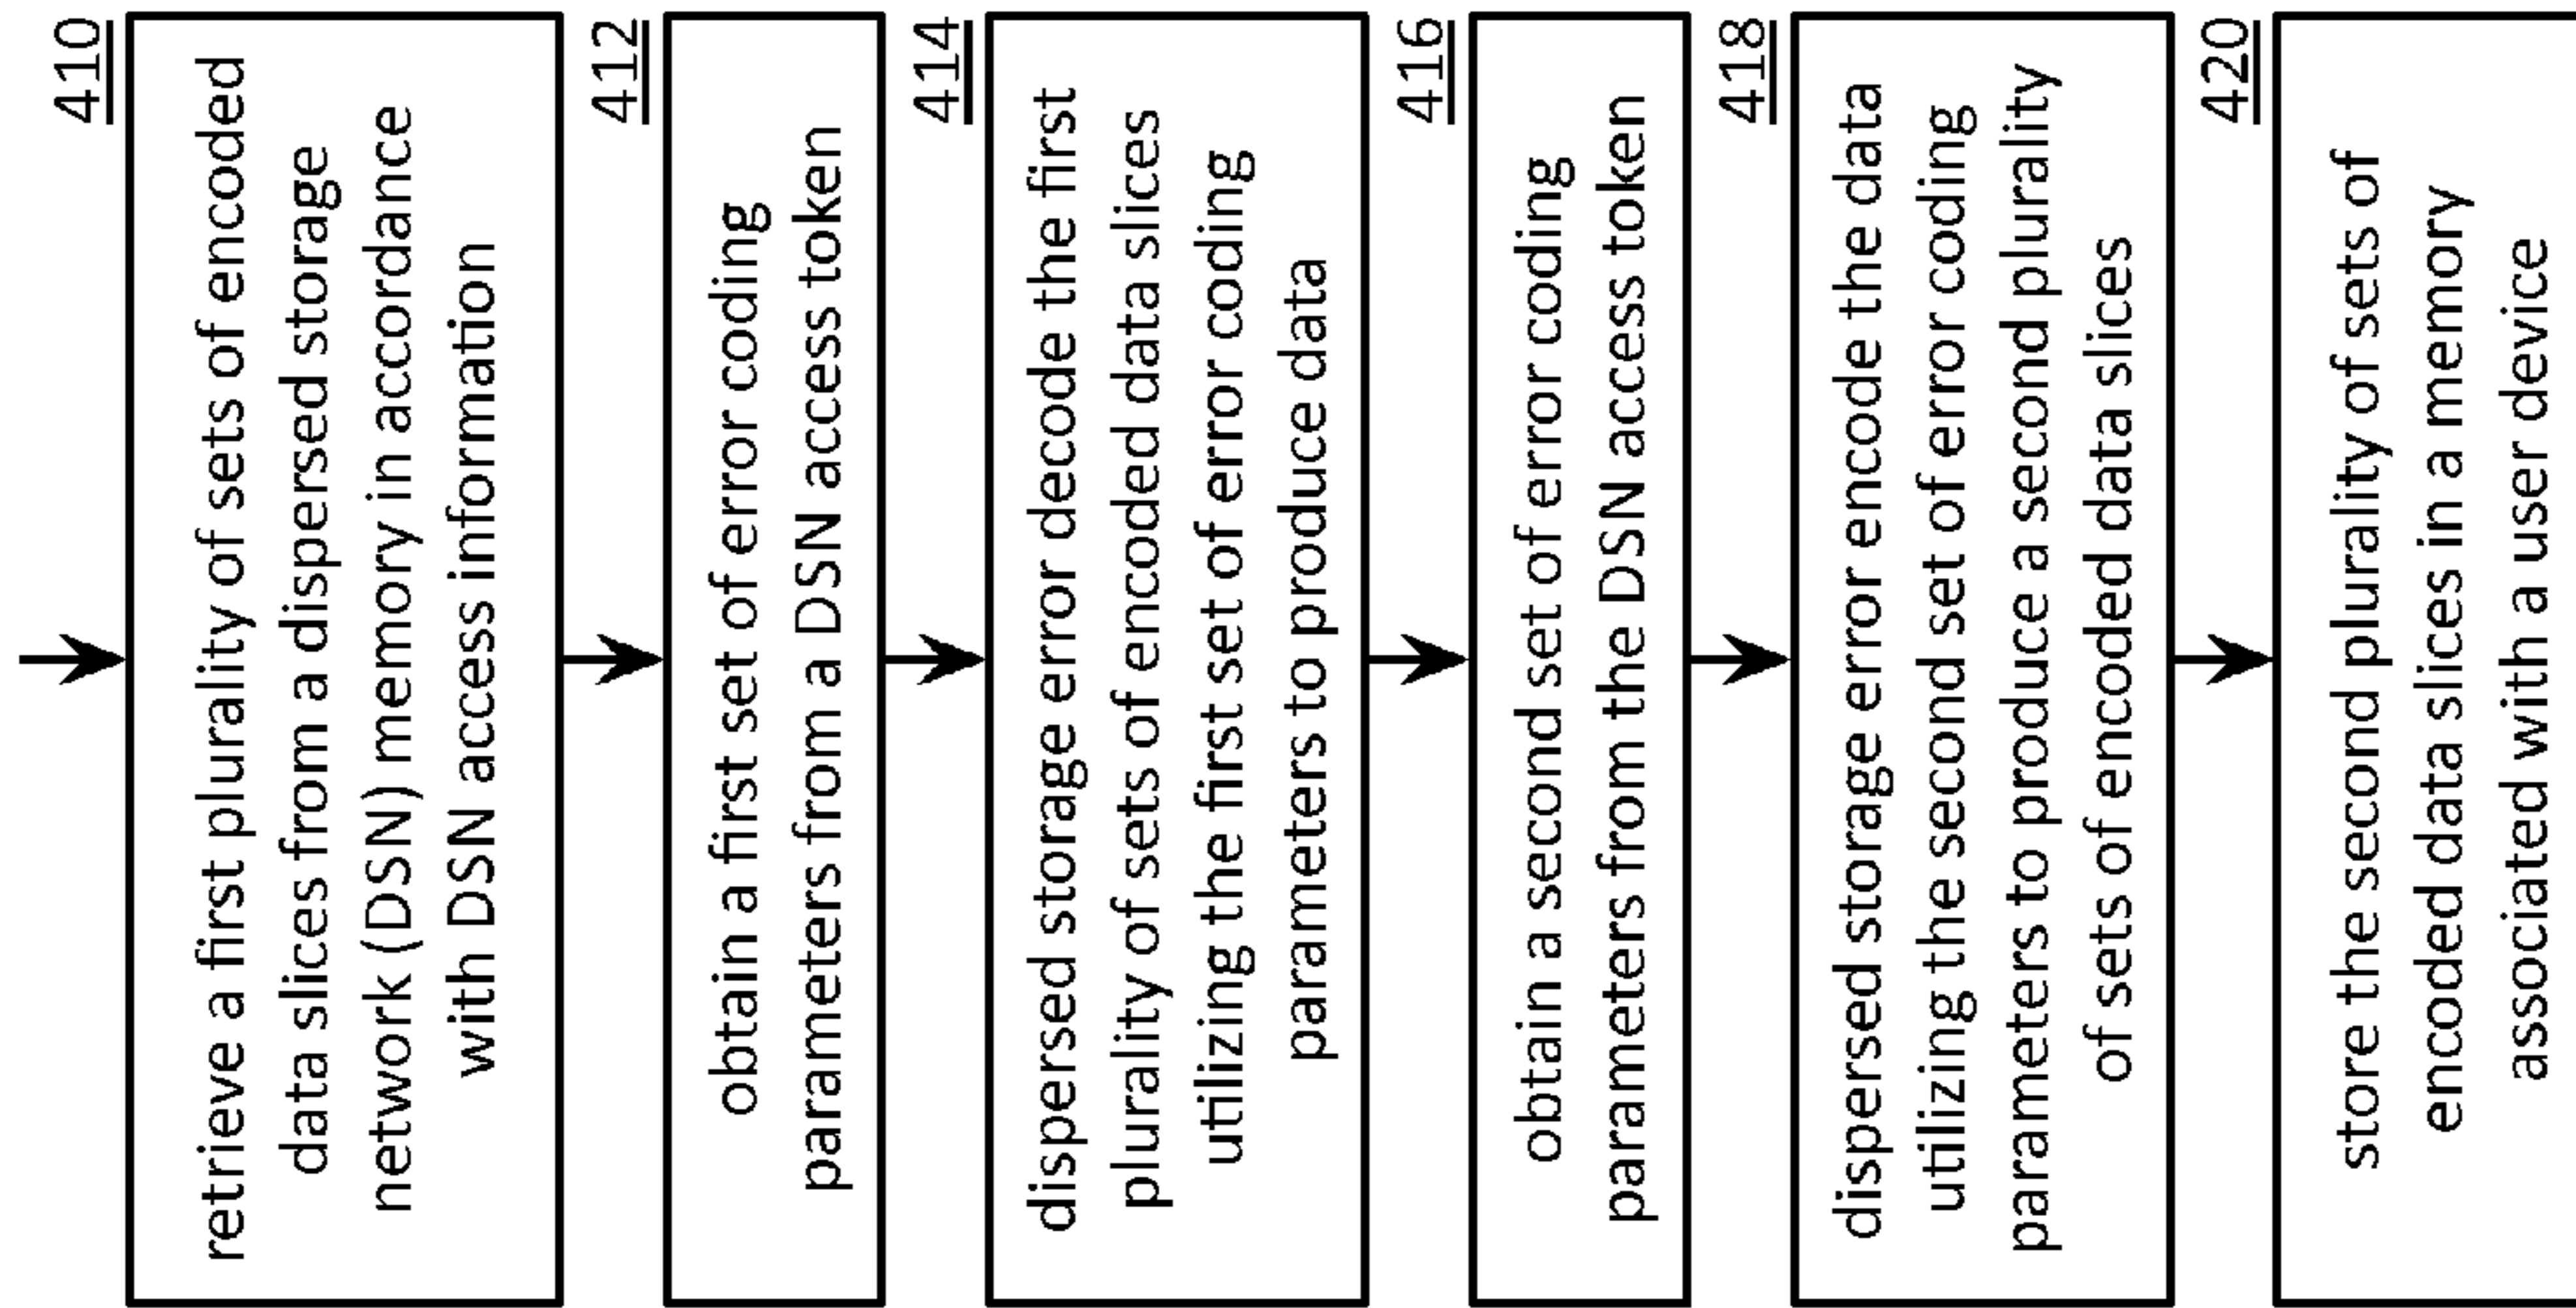 410
retrieve a first plurality of sets of encoded
data slices from a dispersed storage
network (DSN) memory in accordance
with DSN access information
412
obtain a first set of error coding
parameters from a DSN access token
414
dispersed storage error decode the first
plurality of sets of encoded data slices
utilizing the first set of error coding
parameters to produce data
416
obtain a second set of error coding
parameters from the DSN access token
418
dispersed storage error encode the data
utilizing the second set of error coding
parameters to produce a second plurality
of sets of encoded data slices
420
store the second plurality of sets of
encoded data slices in a memory
associated with a user device